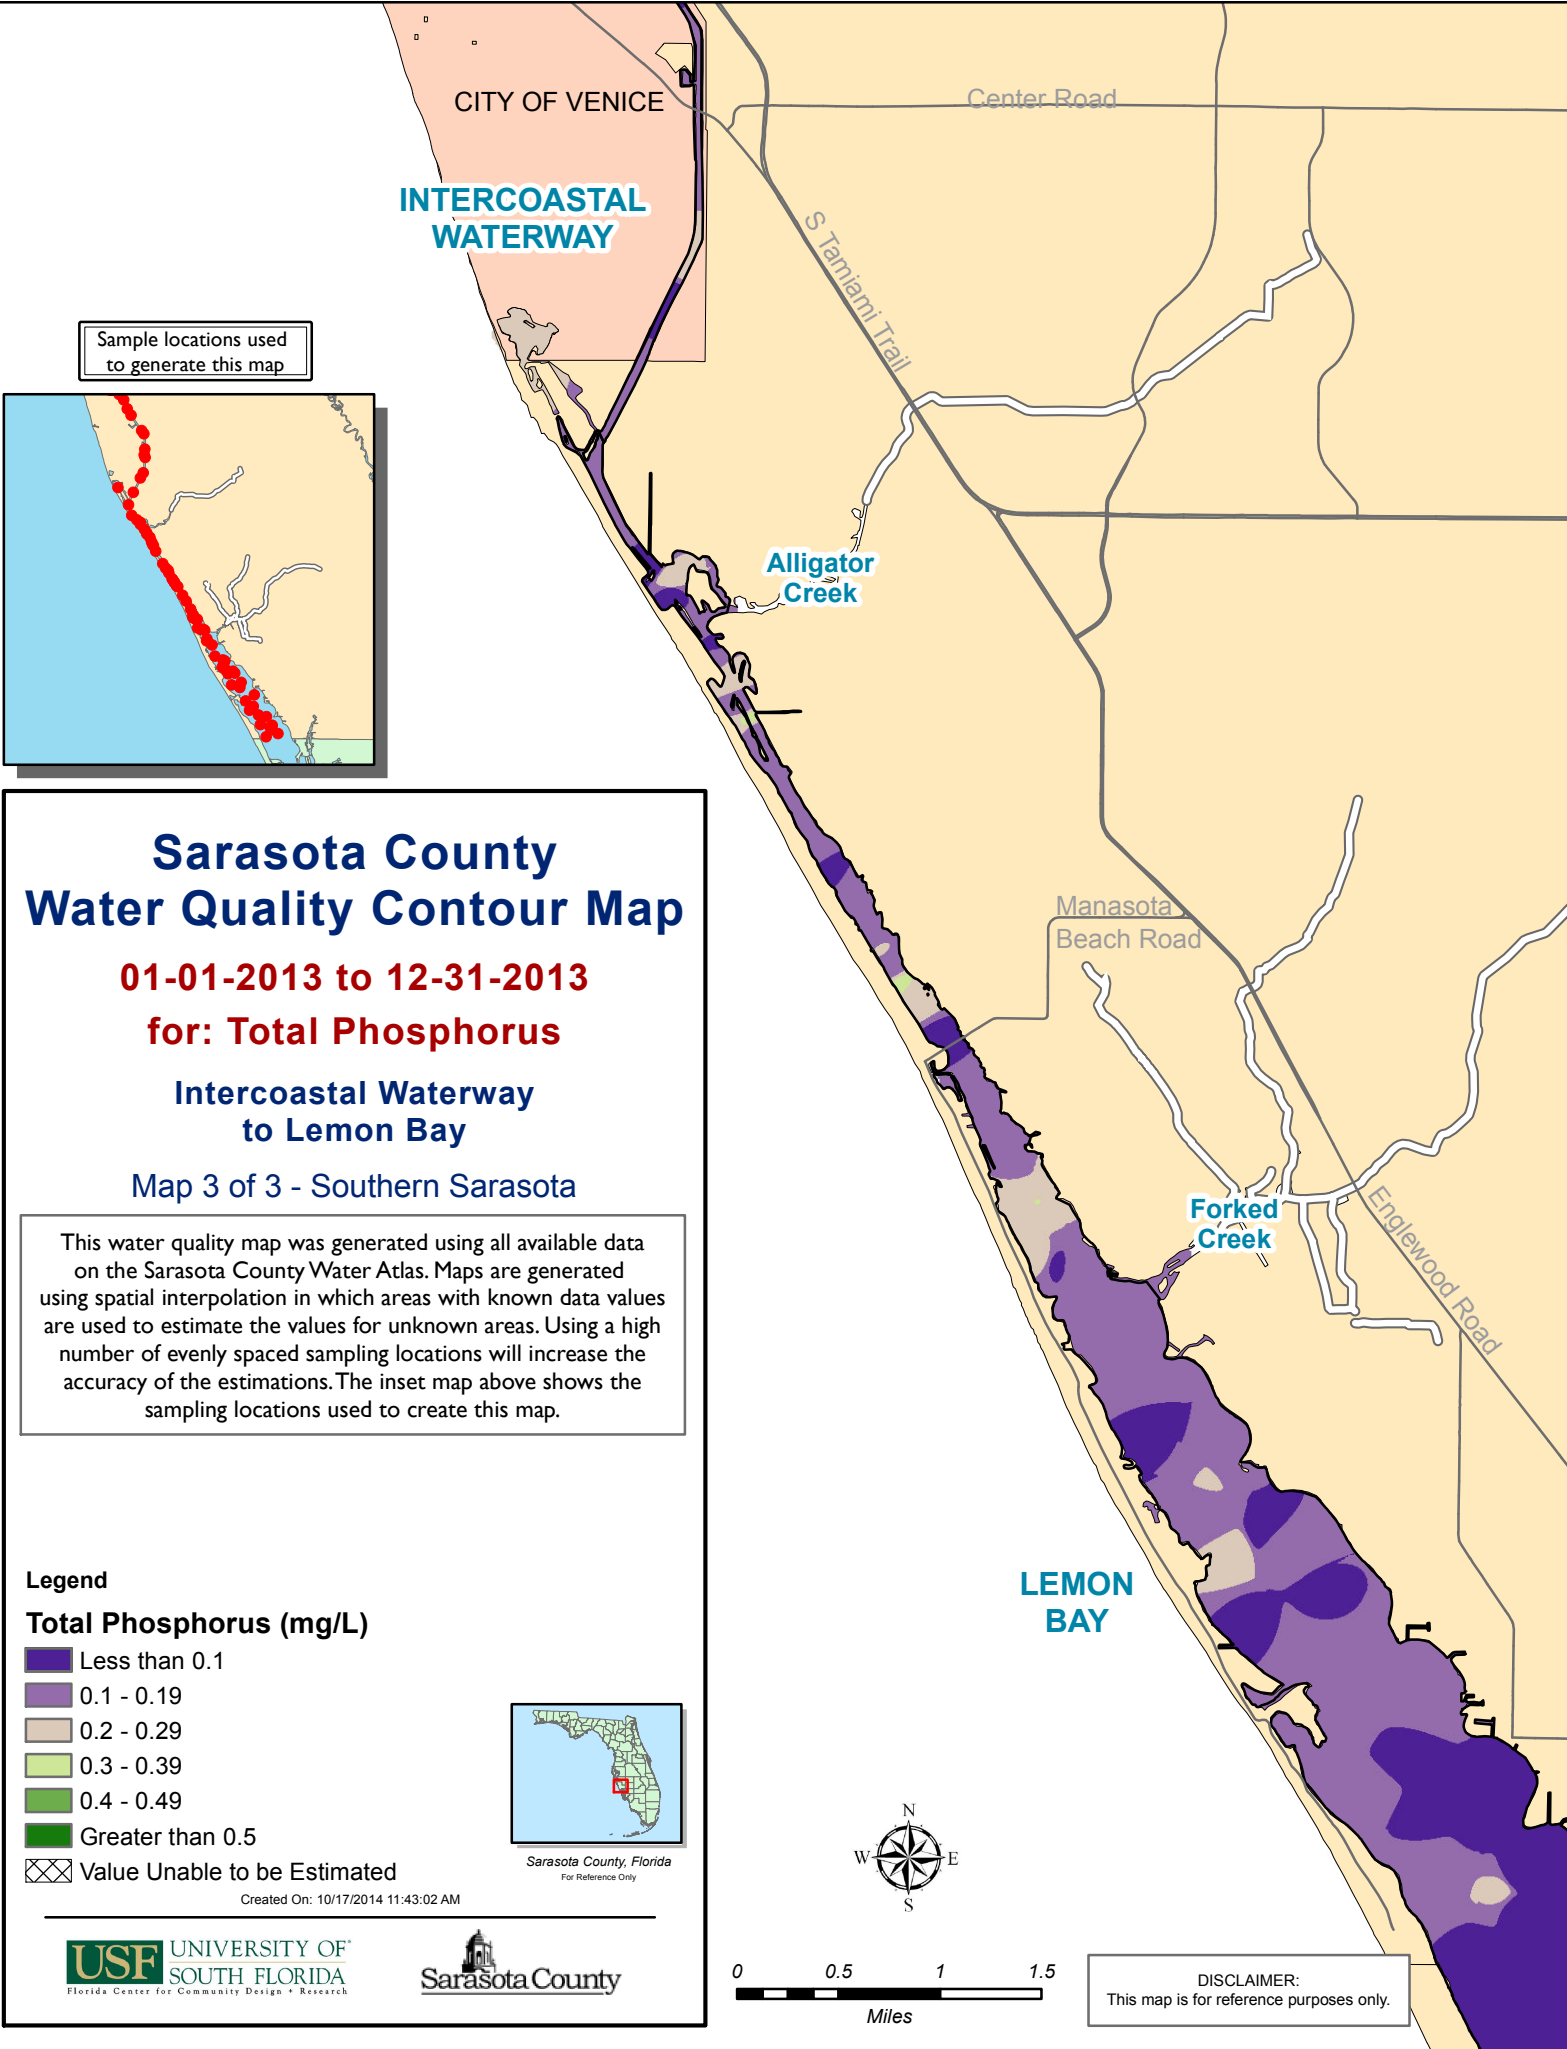 CITY OF VENICE
Center Road
INTERCOASTAL
WATERWAY
S Tamiami Trail
Sample locations used
to generate this map
Alligator
Creek
Sarasota County
Water Quality Contour Map
01-01-2013 to 12-31-2013
for: Total Phosphorus
Intercoastal Waterway
to Lemon Bay
Map 3 of 3 - Southern Sarasota
This water quality map was generated using all available data
on the Sarasota County Water Atlas. Maps are generated
using spatial interpolation in which areas with known data values
are used to estimate the values for unknown areas. Using a high
number of evenly spaced sampling locations will increase the
accuracy of the estimations. The inset map above shows the
sampling locations used to create this map.
Manasota
Beach Road
Forked
Creek
Englewood Road
LEMON
BAY
Legend
Total Phosphorus (mg/L)
Less than 0.1
0.1 - 0.19
0.2 - 0.29
0.3 - 0.39
0.4 - 0.49
Greater than 0.5
Value Unable to be Estimated
Sarasota County, Florida
For Reference Only
Created On: 10/17/2014 11:43:02 AM
USF UNIVERSITY OF
SOUTH FLORIDA
Florida Center for Community Design + Research
Sarasota County
N
W E
S
0 0.5 1 1.5
Miles
DISCLAIMER:
This map is for reference purposes only.